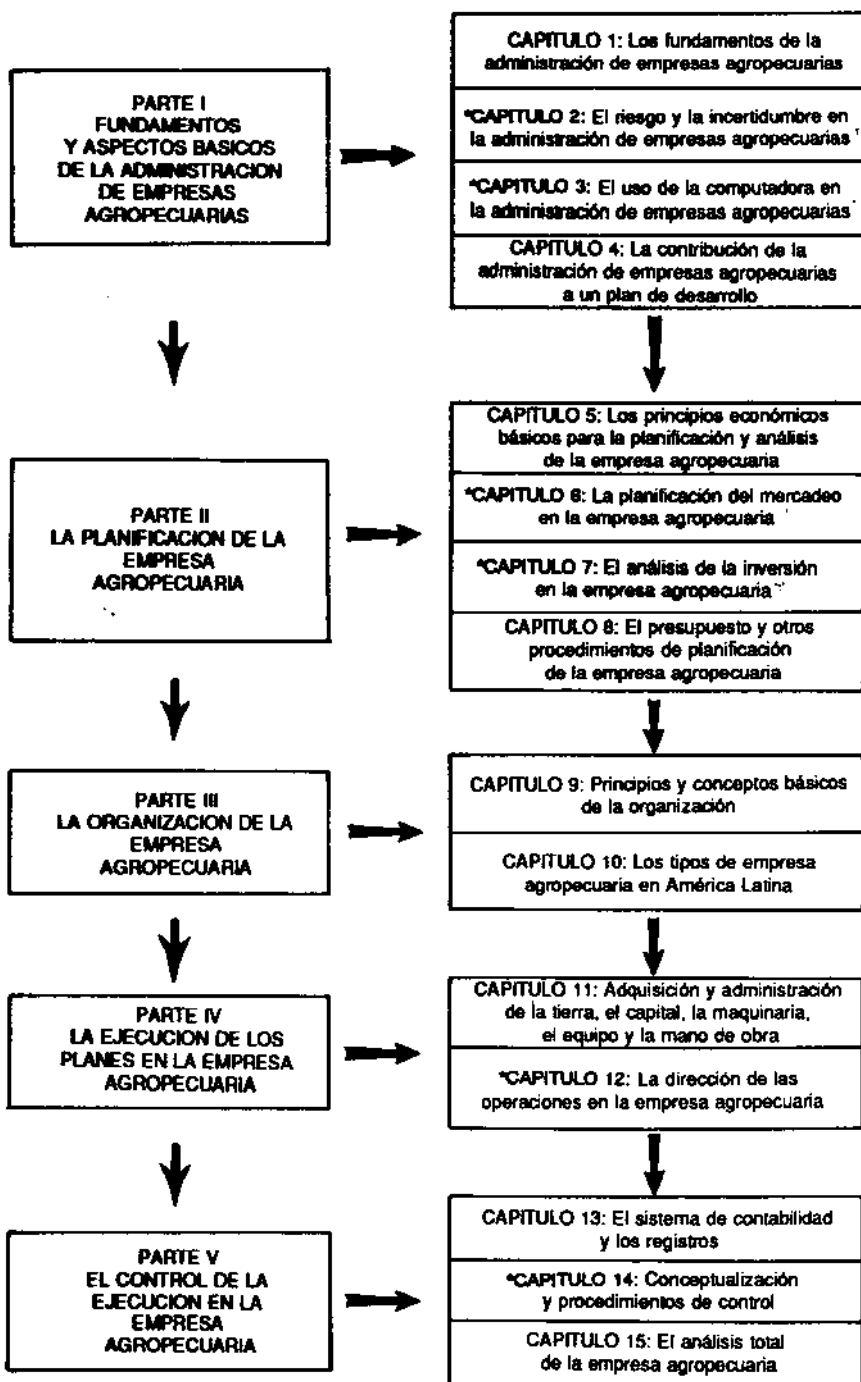 PARTE I
FUNDAMENTOS
Y ASPECTOS BASICOS
DE LA ADMINISTRACION
DE EMPRESAS
AGROPECUARIAS
CAPITULO 1: Los fundamentos de la
administración de empresas agropecuarias
*CAPITULO 2: El riesgo y la incertidumbre en
la administración de empresas agropecuarias
*CAPITULO 3: El uso de la computadora en
la administración de empresas agropecuarias
CAPITULO 4: La contribución de la
administración de empresas agropecuarias
a un plan de desarrollo
PARTE II
LA PLANIFICACION DE LA
EMPRESA
AGROPECUARIA
CAPITULO 5: Los principios económicos
básicos para la planificación y análisis
de la empresa agropecuaria
*CAPITULO 6: La planificación del mercadeo
en la empresa agropecuaria
*CAPITULO 7: El análisis de la inversión
en la empresa agropecuaria
CAPITULO 8: El presupuesto y otros
procedimientos de planificación
de la empresa agropecuaria
PARTE III
LA ORGANIZACION DE LA
EMPRESA
AGROPECUARIA
CAPITULO 9: Principios y conceptos básicos
de la organización
CAPITULO 10: Los tipos de empresa
agropecuaria en América Latina
PARTE IV
LA EJECUCION DE LOS
PLANES EN LA EMPRESA
AGROPECUARIA
CAPITULO 11: Adquisición y administración
de la tierra, el capital, la maquinaria,
el equipo y la mano de obra
*CAPITULO 12: La dirección de las
operaciones en la empresa agropecuaria
PARTE V
EL CONTROL DE LA
EJECUCION EN LA
EMPRESA
AGROPECUARIA
CAPITULO 13: El sistema de contabilidad
y los registros
*CAPITULO 14: Conceptualización
y procedimientos de control
CAPITULO 15: El análisis total
de la empresa agropecuaria